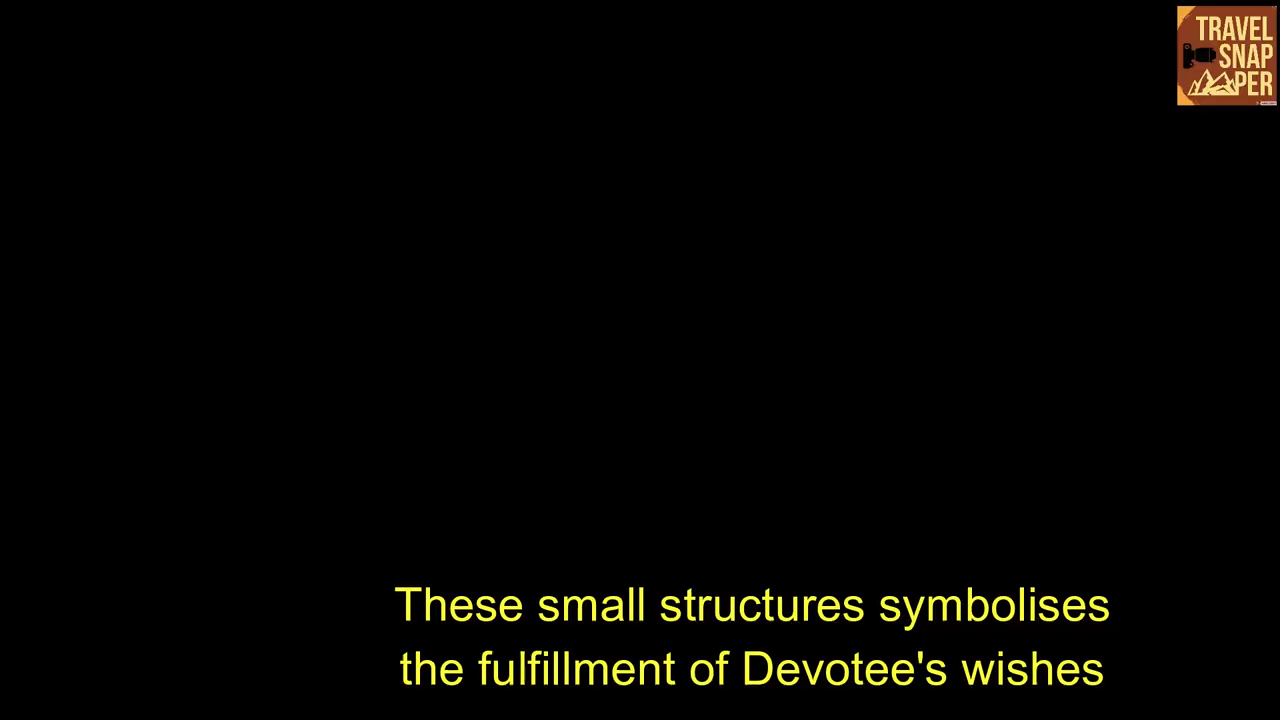 TRAVEL
SNAP
PER
These small structures symbolises
the fulfillment of Devotee's wishes